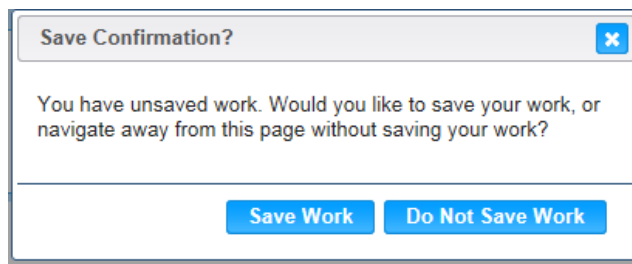 Save Confirmation?
You have unsaved work. Would you like to save your work, or
navigate away from this page without saving your work?
Save Work Do Not Save Work